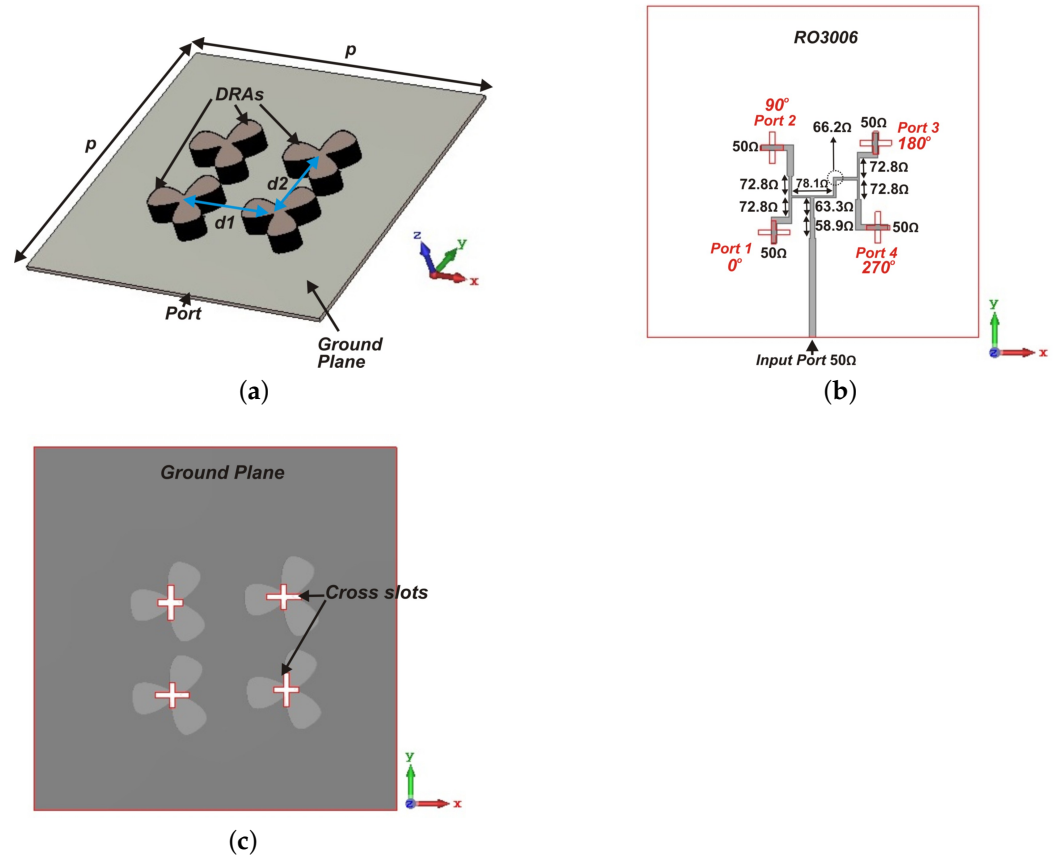 p
p
DRAs
d2
d1
z
y
x
Port
Ground
Plane
(a)
RO3006
90°
Port 2
50Ω
66.2Ω
50Ω
Port 3
180°
72.8Ω
78.1Ω
72.8Ω
72.8Ω
72.8Ω
63.3Ω
58.9Ω
Port 1
0°
50Ω
50Ω
Port 4
270°
Input Port 50Ω
y
z
x
(b)
Ground Plane
Cross slots
y
z
x
(c)